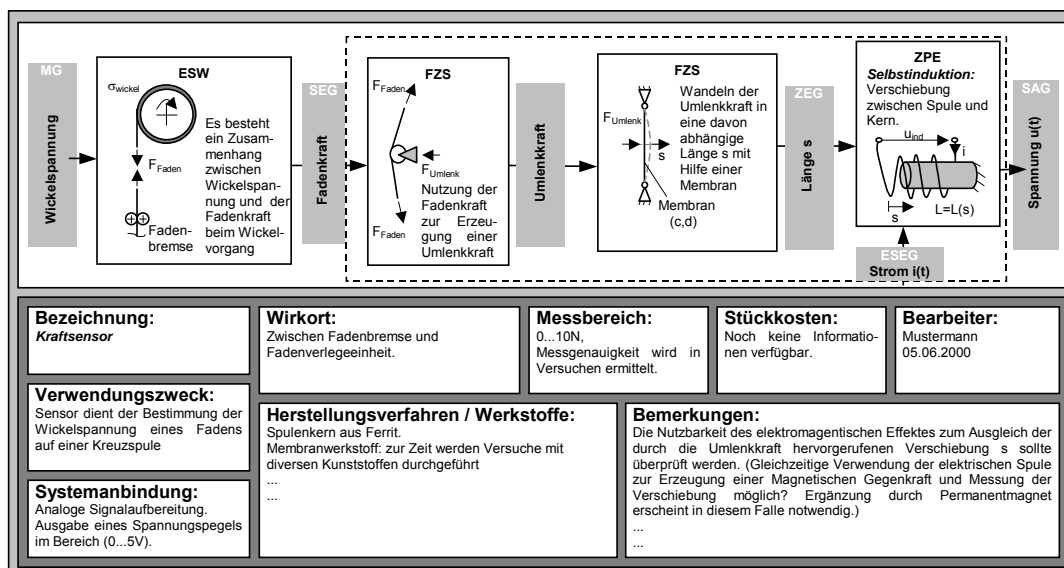 MG
Wickelspannung
ESW
σwickel
FFaden
Faden-
bremse
Es besteht
ein Zusam-
menhang
zwischen
Wickelspan-
nung und der
Fadenkraft
beim Wickel-
vorgang
SEG
Fadenkraft
FZS
FFaden
FUmlenk
FFaden
Nutzung der
Fadenkraft
zur Erzeu-
gung einer
Umlenkkraft
Umlenkkraft
FZS
FUmlenk
s
Membran
(c,d)
Wandeln der
Umlenkkraft in
eine davon
abhängige
Länge s mit
Hilfe einer
Membran
ZEG
Länge s
ZPE
Selbstinduktion:
Verschiebung
zwischen Spule und
Kern.
uind
i
s
L=L(s)
ESEG
Strom i(t)
SAG
Spannung u(t)
Bezeichnung:
Kraftsensor
Verwendungszweck:
Sensor dient der Bestimmung der
Wickelspannung eines Fadens
auf einer Kreuzspule
Systemanbindung:
Analoge Signalaufbereitung.
Ausgabe eines Spannungspegels
im Bereich (0...5V).
Wirkort:
Zwischen Fadenbremse und
Fadenverlegeeinheit.
Messbereich:
0...10N,
Messgenauigkeit wird in
Versuchen ermittelt.
Stückkosten:
Noch keine Informatio-
nen verfügbar.
Bearbeiter:
Mustermann
05.06.2000
Herstellungsverfahren / Werkstoffe:
Spulenkern aus Ferrit.
Membranwerkstoff: zur Zeit werden Versuche mit
diversen Kunststoffen durchgeführt
...
...
Bemerkungen:
Die Nutzbarkeit des elektromagentischen Effektes zum Ausgleich der
durch die Umlenkkraft hervorgerufenen Verschiebung s sollte
überprüft werden. (Gleichzeitige Verwendung der elektrischen Spule
zur Erzeugung einer Magnetischen Gegenkraft und Messung der
Verschiebung möglich? Ergänzung durch Permanentmagnet
erscheint in diesem Falle notwendig.)
...
...